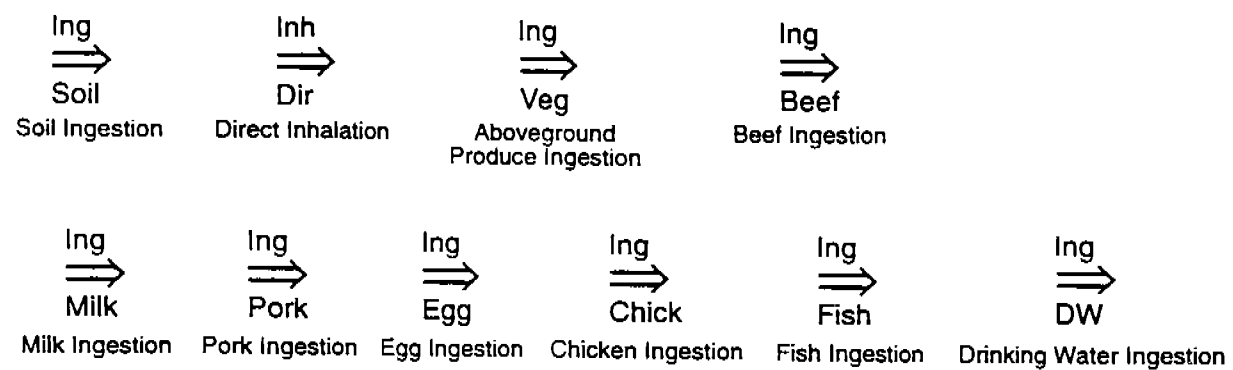 Ing
Soil
Soil Ingestion
Inh
Dir
Direct Inhalation
Ing
Veg
Aboveground
Produce Ingestion
Ing
Beef
Beef Ingestion
Ing
Milk
Milk Ingestion
Ing
Pork
Pork Ingestion
Ing
Egg
Egg Ingestion
Ing
Chick
Chicken Ingestion
Ing
Fish
Fish Ingestion
Ing
DW
Drinking Water Ingestion